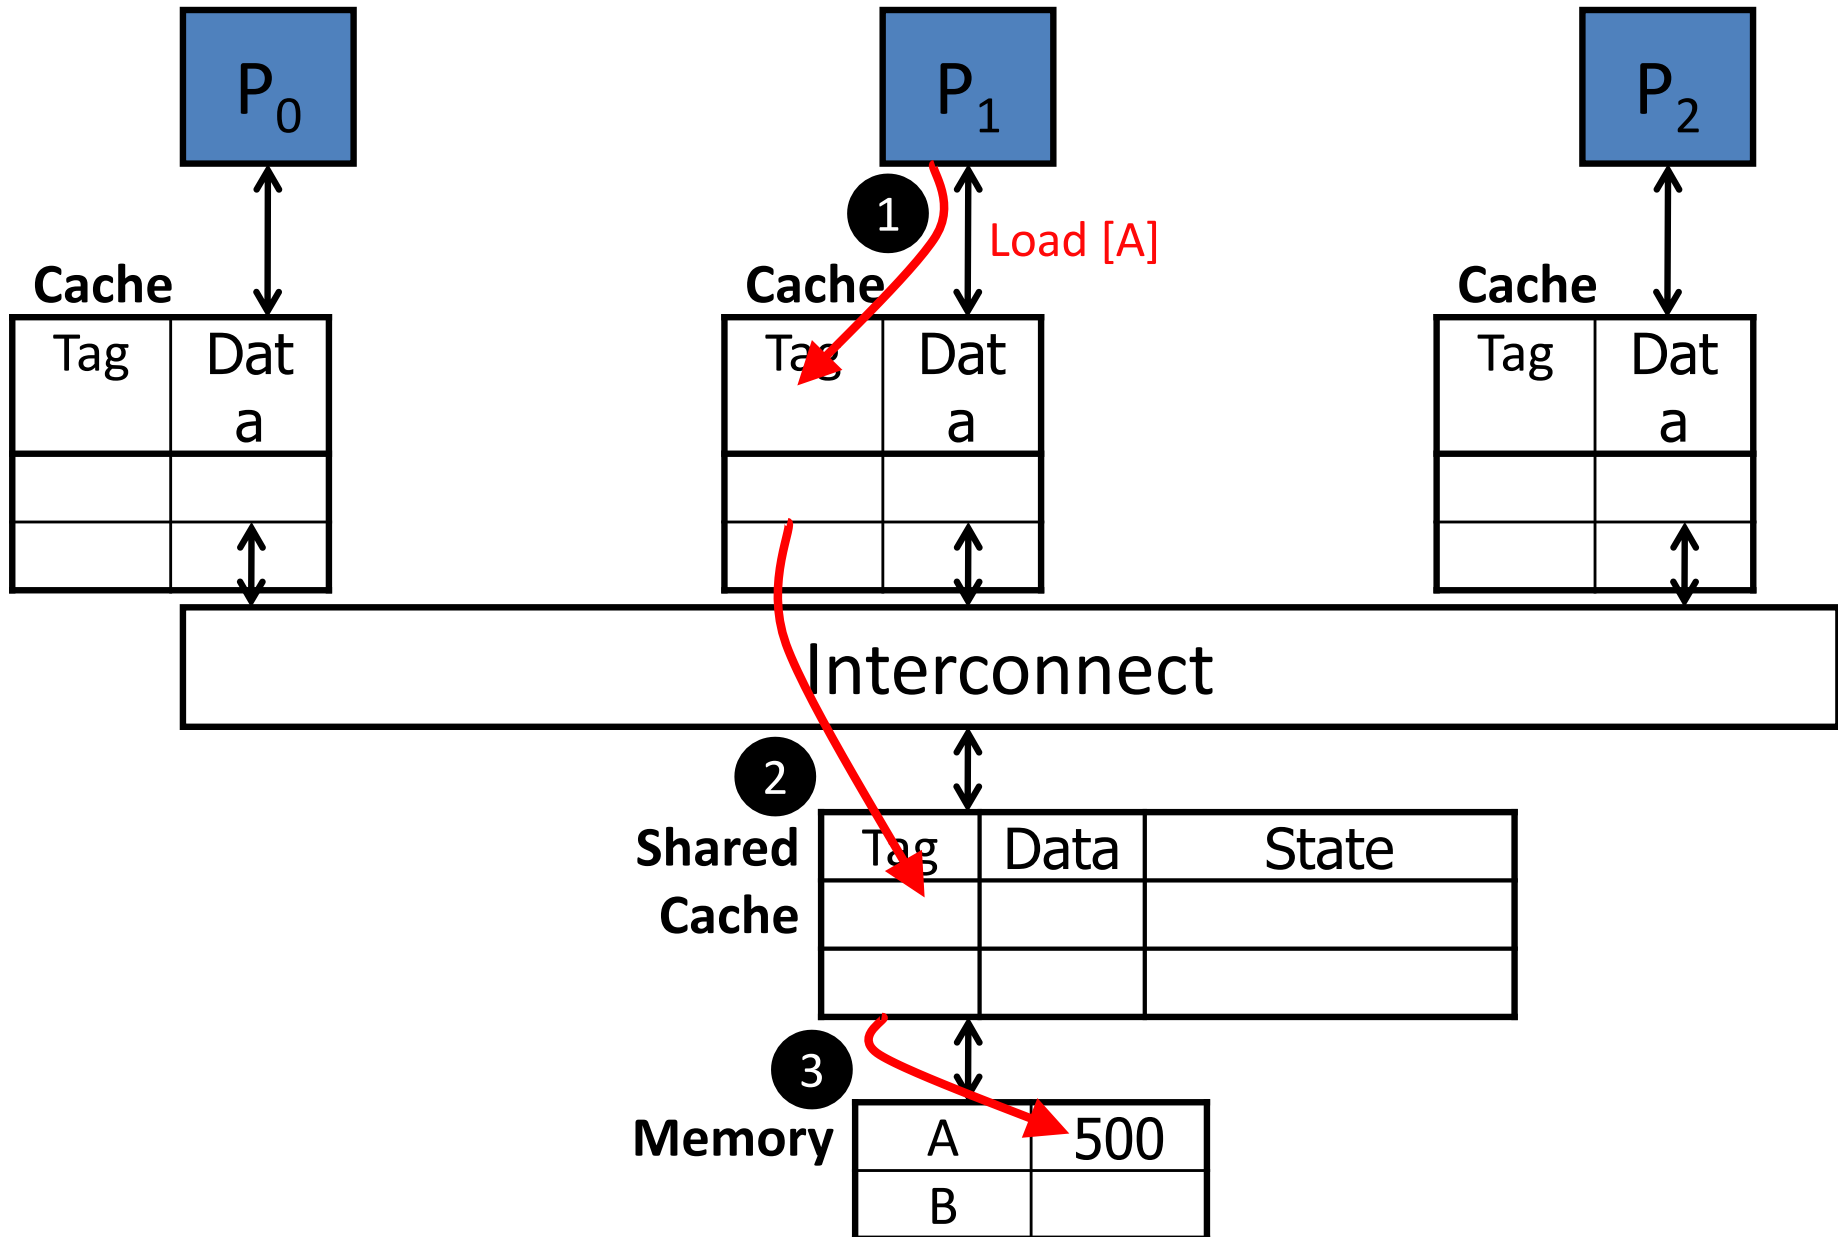 P0
P1
P2
1
Load [A]
Cache
Cache
Cache
Tag
Dat
a
Tag
Dat
a
Tag
Dat
a
Interconnect
2
Shared
Cache
Tag
Data
State
3
Memory
A
500
B